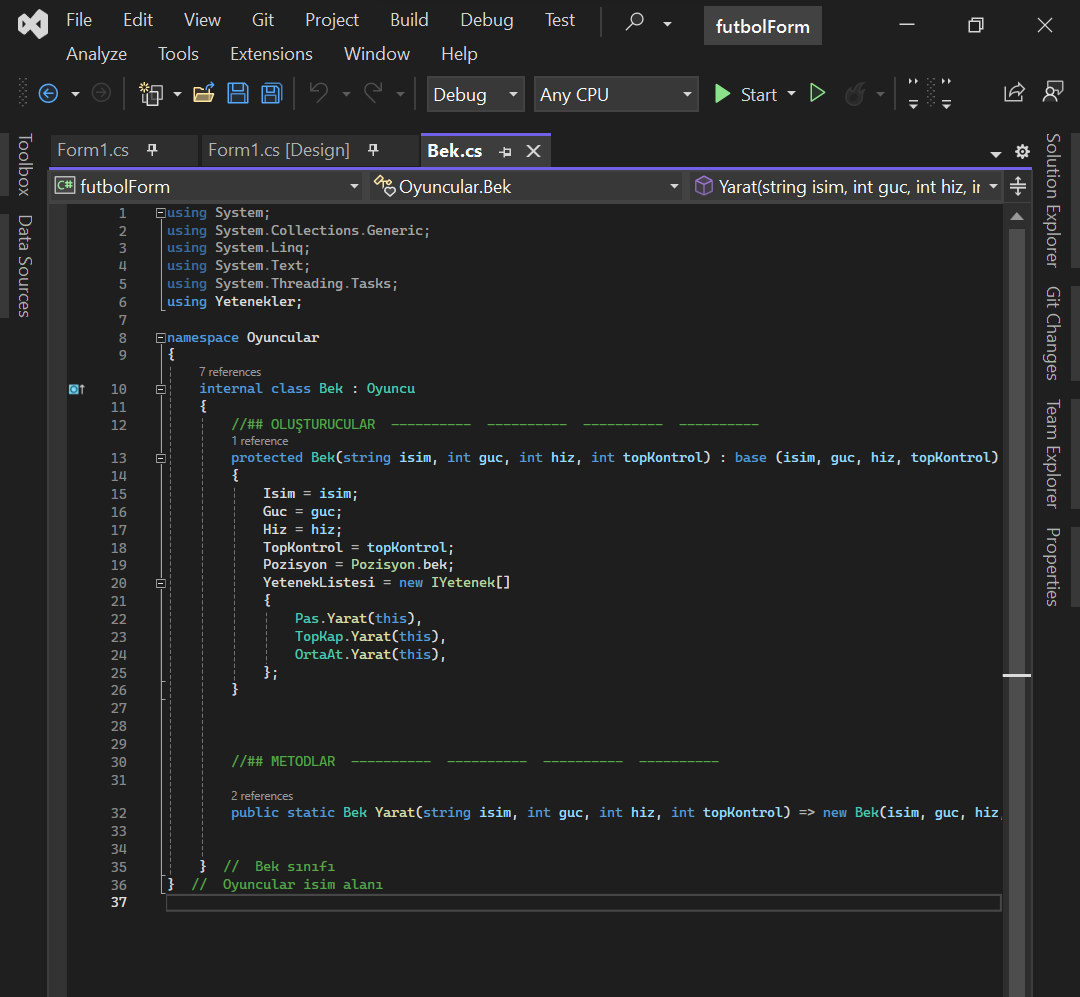 File Edit View Git Project Build Debug Test futbolForm
Analyze Tools Extensions Window Help
Debug Any CPU Start
Toolbox
Data Sources
Form1.cs Form1.cs [Design] Bek.cs
C# futbolForm Oyuncular.Bek Yarat(string isim, int guc, int hiz, ir
1 using System;
2 using System.Collections.Generic;
3 using System.Linq;
4 using System.Text;
5 using System.Threading.Tasks;
6 using Yetenekler;
7
8 namespace Oyuncular
9 {
7 references
10 internal class Bek : Oyuncu
11 {
12 //## OLUŞTURUCULAR ---------- ---------- ---------- ----------
1 reference
13 protected Bek(string isim, int guc, int hiz, int topKontrol) : base (isim, guc, hiz, topKontrol)
14 {
15 Isim = isim;
16 Guc = guc;
17 Hiz = hiz;
18 TopKontrol = topKontrol;
19 Pozisyon = Pozisyon.bek;
20 YetenekListesi = new IYetenek[]
21 {
22 Pas.Yarat(this),
23 TopKap.Yarat(this),
24 OrtaAt.Yarat(this),
25 };
26 }
27
28
29
30 //## METODLAR ---------- ---------- ---------- ----------
31
2 references
32 public static Bek Yarat(string isim, int guc, int hiz, int topKontrol) => new Bek(isim, guc, hiz,
33
34
35 } // Bek sınıfı
36 } // Oyuncular isim alanı
37
Solution Explorer
Git Changes
Team Explorer
Properties